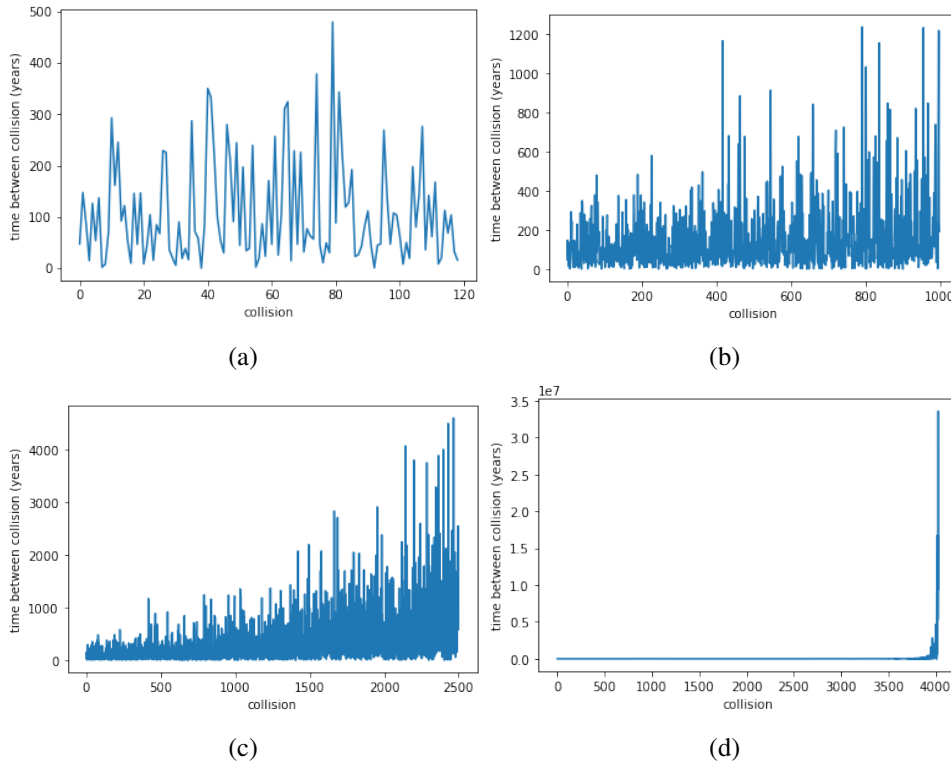 500
400
300
200
100
0
time between collision (years)
0 20 40 60 80 100 120
collision
(a)
1200
1000
800
600
400
200
0
time between collision (years)
0 200 400 600 800 1000
collision
(b)
4000
3000
2000
1000
0
time between collision (years)
0 500 1000 1500 2000 2500
collision
(c)
1e7
3.5
3.0
2.5
2.0
1.5
1.0
0.5
0.0
time between collision (years)
0 500 1000 1500 2000 2500 3000 3500 4000
collision
(d)